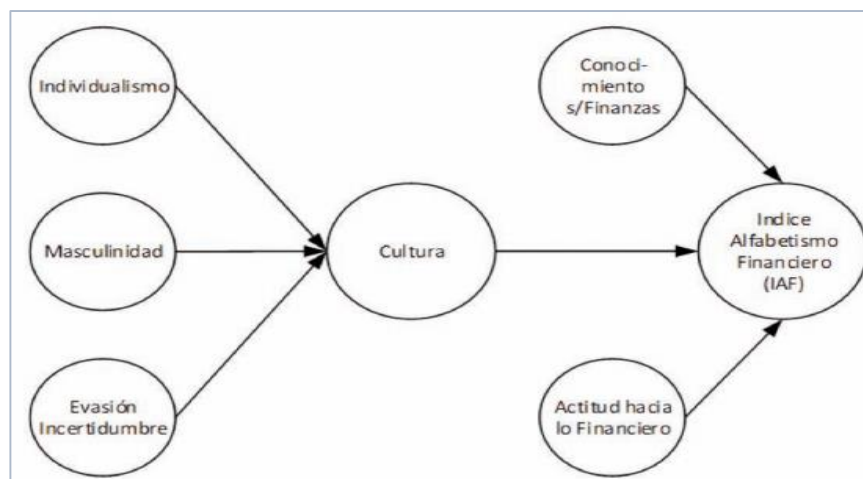 Individualismo
Masculinidad
Evasión
Incertidumbre
Cultura
Conoci-
miento
s/Finanzas
Indice
Alfabetismo
Financiero
(IAF)
Actitud hacia
lo Financiero